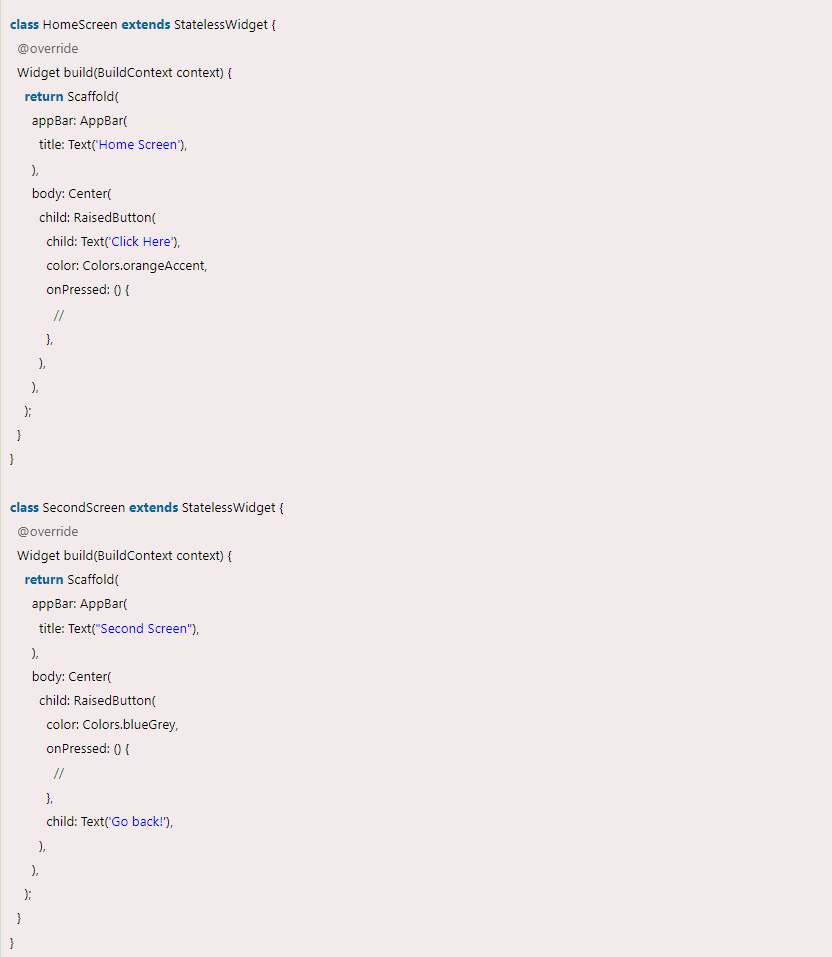 class HomeScreen extends StatelessWidget {
  @override
  Widget build(BuildContext context) {
    return Scaffold(
      appBar: AppBar(
        title: Text('Home Screen'),
      ),
      body: Center(
        child: RaisedButton(
          child: Text('Click Here'),
          color: Colors.orangeAccent,
          onPressed: () {
            //
          },
        ),
      ),
    );
  }
}

class SecondScreen extends StatelessWidget {
  @override
  Widget build(BuildContext context) {
    return Scaffold(
      appBar: AppBar(
        title: Text("Second Screen"),
      ),
      body: Center(
        child: RaisedButton(
          color: Colors.blueGrey,
          onPressed: () {
            //
          },
          child: Text('Go back!'),
        ),
      ),
    );
  }
}